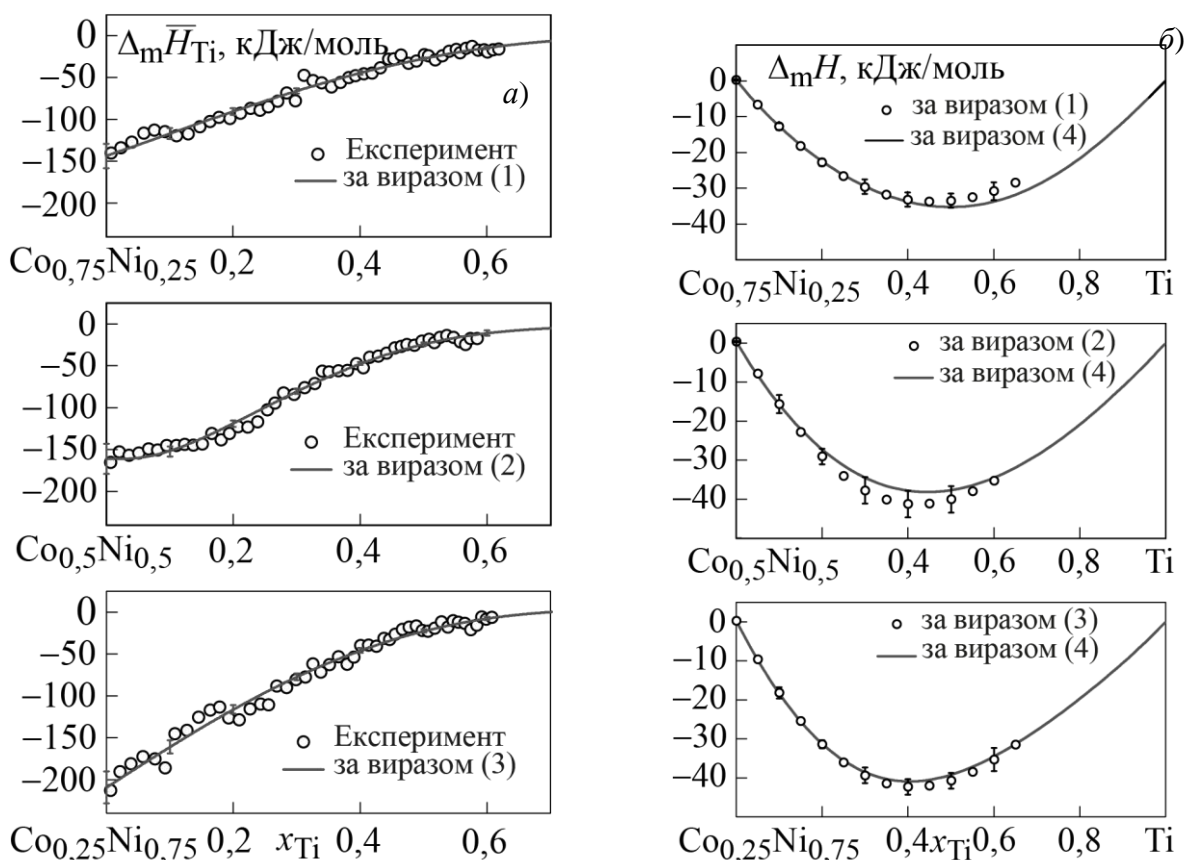 0
Δ_m H̅_Ti, кДж/моль
а)
−50
−100
−150
−200
Експеримент
за виразом (1)
Co₀,₇₅Ni₀,₂₅ 0,2 0,4 0,6
0
−50
−100
−150
−200
Експеримент
за виразом (2)
Co₀,₅Ni₀,₅ 0,2 0,4 0,6
0
−50
−100
−150
−200
Експеримент
за виразом (3)
Co₀,₂₅Ni₀,₇₅ 0,2 x_Ti 0,4 0,6
б)
0
Δ_m H, кДж/моль
−10
−20
−30
−40
за виразом (1)
за виразом (4)
Co₀,₇₅Ni₀,₂₅ 0,4 0,6 0,8 Ti
0
−10
−20
−30
−40
за виразом (2)
за виразом (4)
Co₀,₅Ni₀,₅ 0,4 0,6 0,8 Ti
0
−10
−20
−30
−40
за виразом (3)
за виразом (4)
Co₀,₂₅Ni₀,₇₅ 0,4 x_Ti 0,6 0,8 Ti